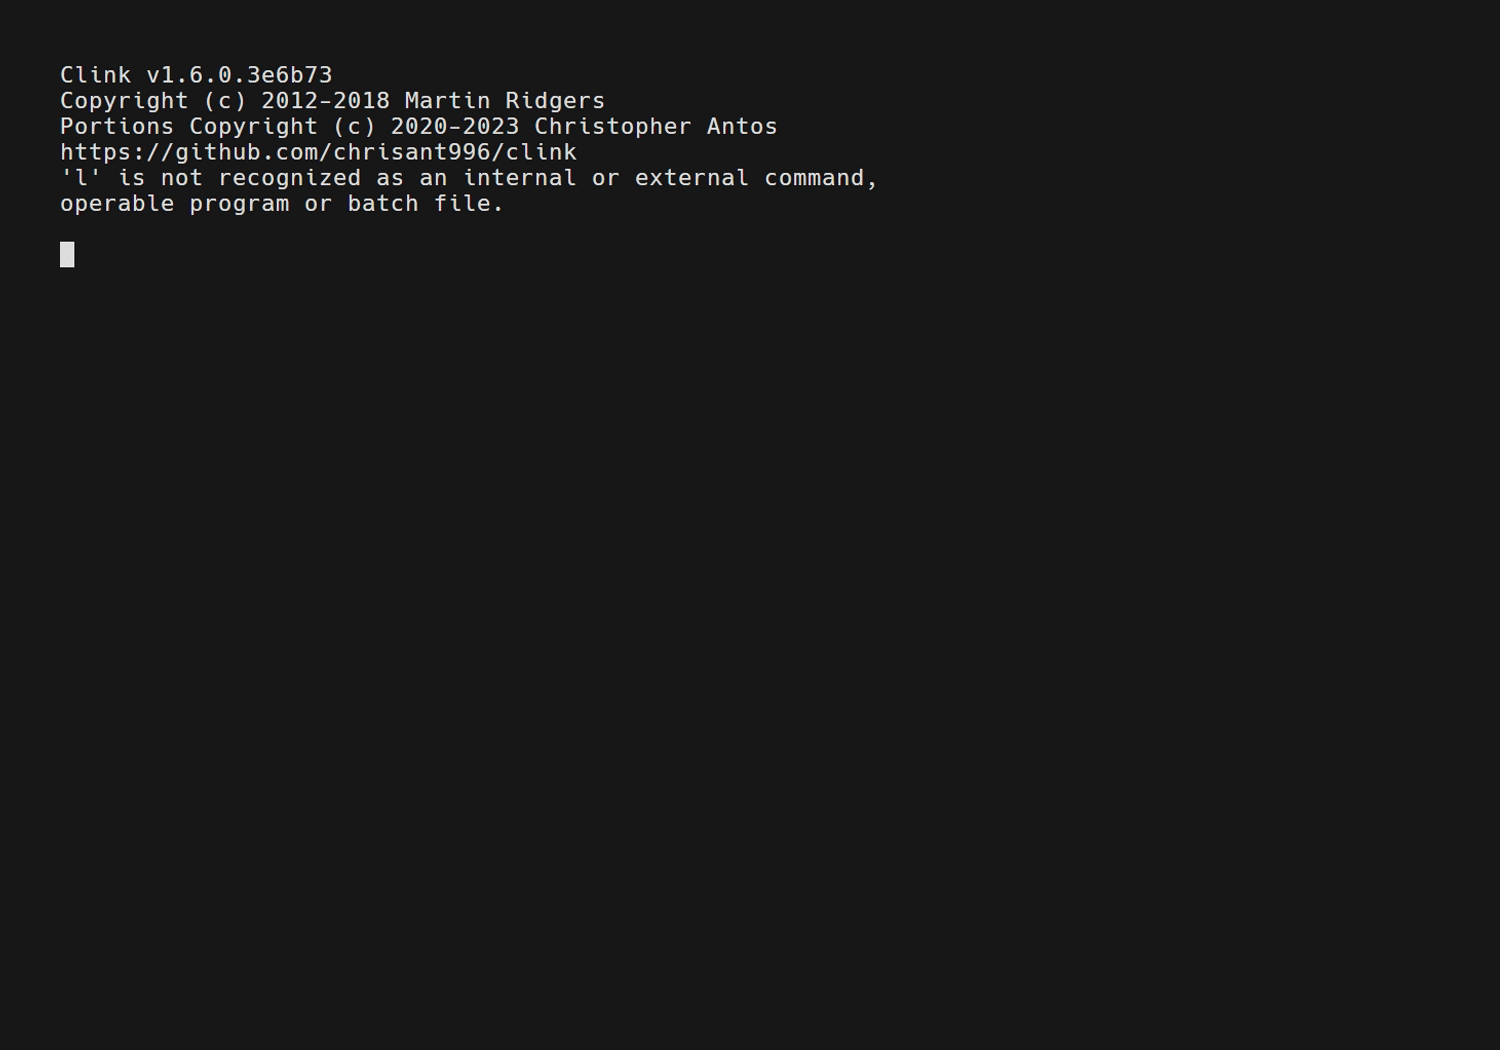 Clink v1.6.0.3e6b73
Copyright (c) 2012-2018 Martin Ridgers
Portions Copyright (c) 2020-2023 Christopher Antos
https://github.com/chrisant996/clink
'l' is not recognized as an internal or external command,
operable program or batch file.